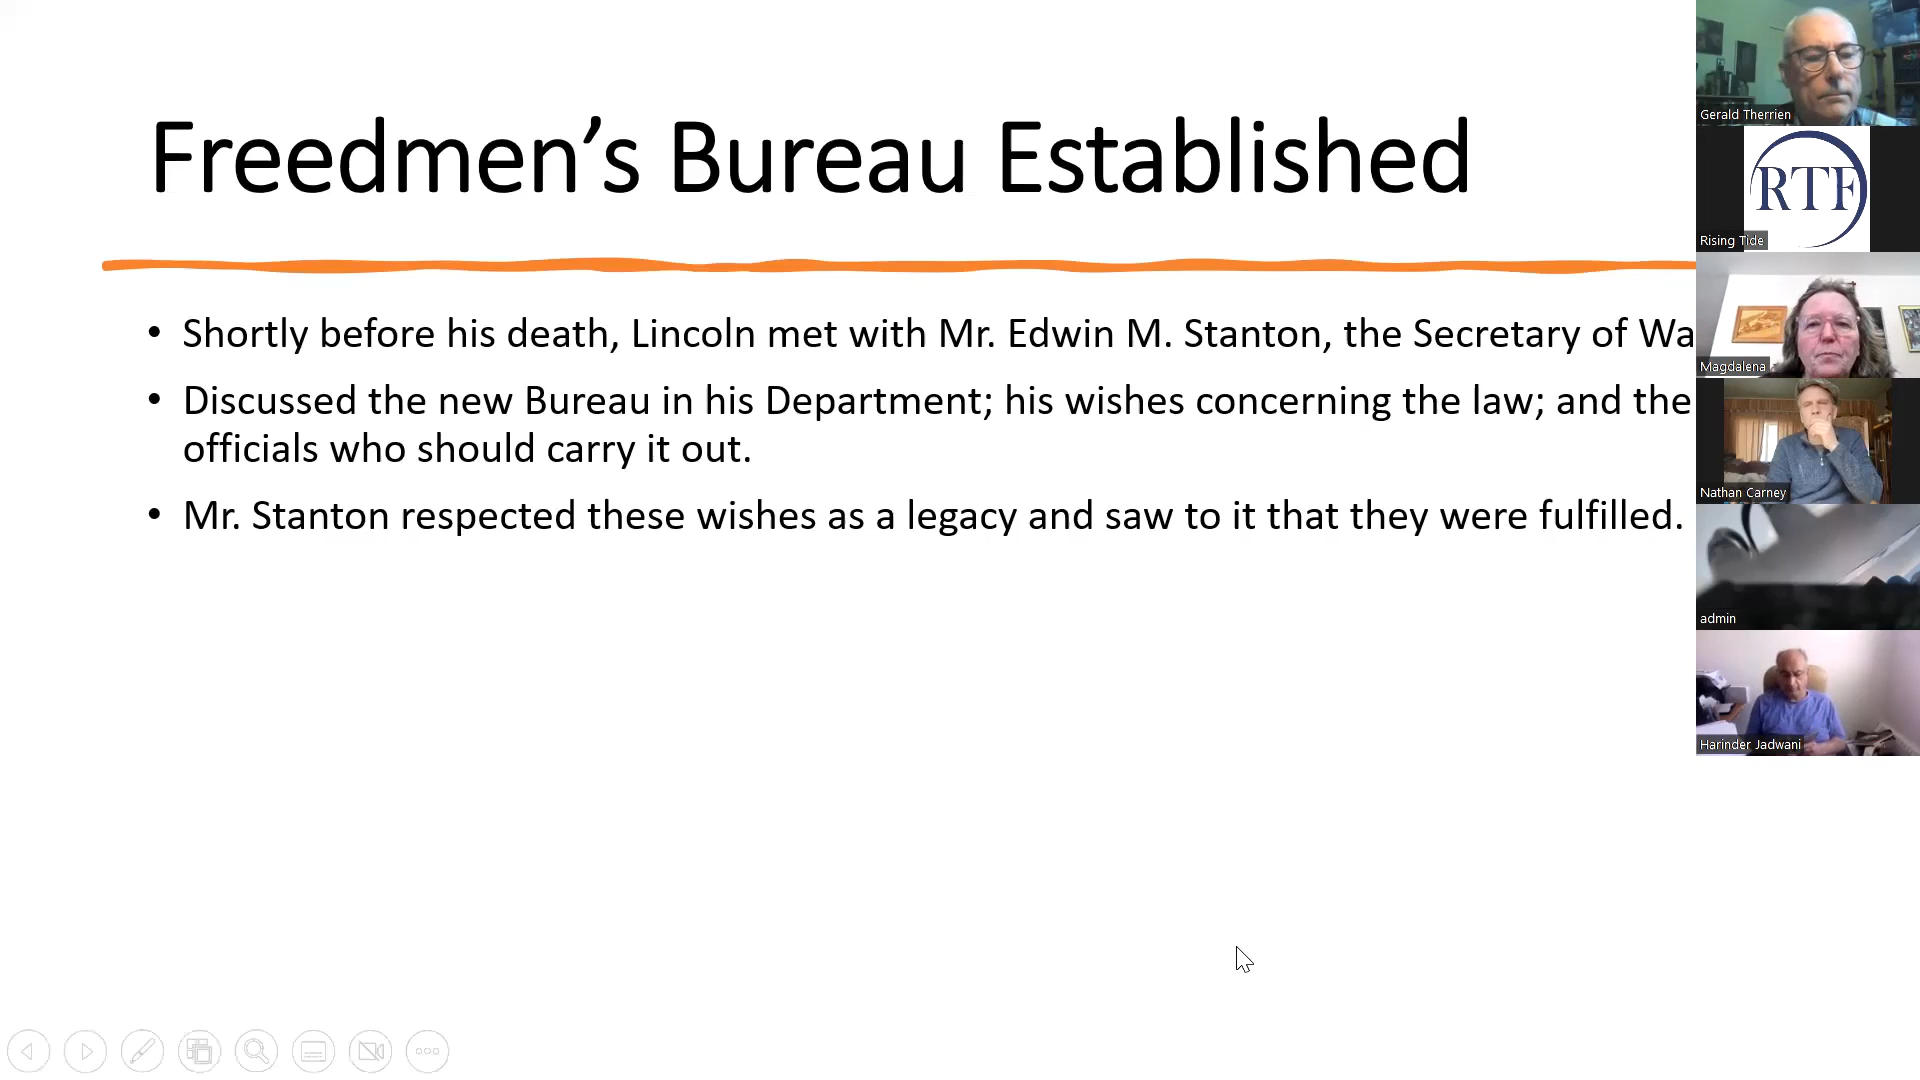 Freedmen’s Bureau Established
• Shortly before his death, Lincoln met with Mr. Edwin M. Stanton, the Secretary of Wa
• Discussed the new Bureau in his Department; his wishes concerning the law; and the
officials who should carry it out.
• Mr. Stanton respected these wishes as a legacy and saw to it that they were fulfilled.
Gerald Therrien
RTF
Rising Tide
Magdalena
Nathan Carney
admin
Harinder Jadwani